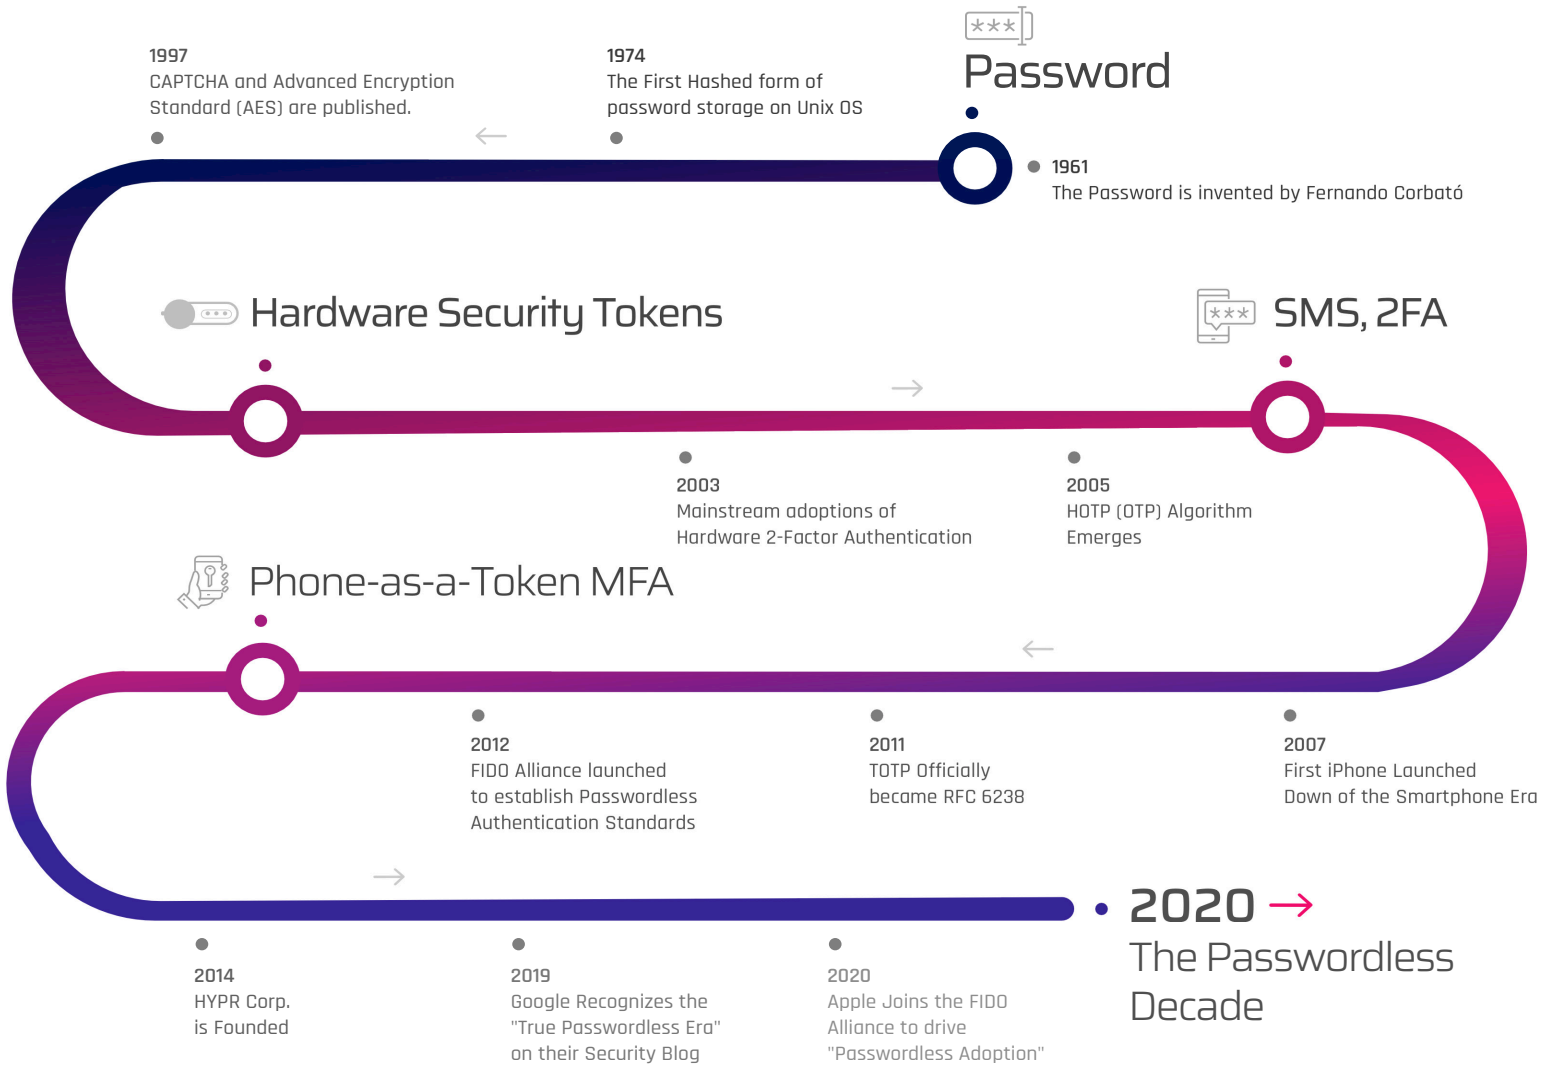 ***
Password
1961
The Password is invented by Fernando Corbató
1974
The First Hashed form of
password storage on Unix OS
1997
CAPTCHA and Advanced Encryption
Standard (AES) are published.
Hardware Security Tokens
2003
Mainstream adoptions of
Hardware 2-Factor Authentication
2005
HOTP (OTP) Algorithm
Emerges
***
SMS, 2FA
2007
First iPhone Launched
Down of the Smartphone Era
2011
TOTP Officially
became RFC 6238
2012
FIDO Alliance launched
to establish Passwordless
Authentication Standards
Phone-as-a-Token MFA
2014
HYPR Corp.
is Founded
2019
Google Recognizes the
"True Passwordless Era"
on their Security Blog
2020
Apple Joins the FIDO
Alliance to drive
"Passwordless Adoption"
2020
The Passwordless
Decade